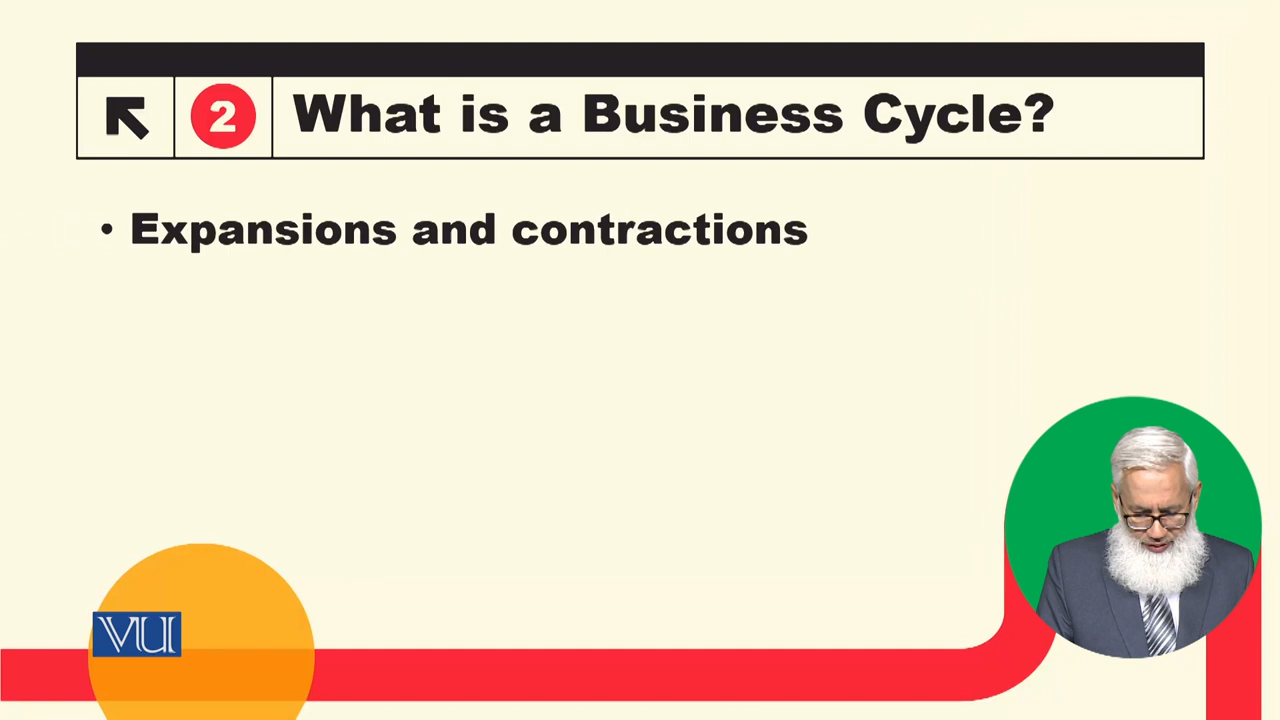 2 What is a Business Cycle?
• Expansions and contractions
VU